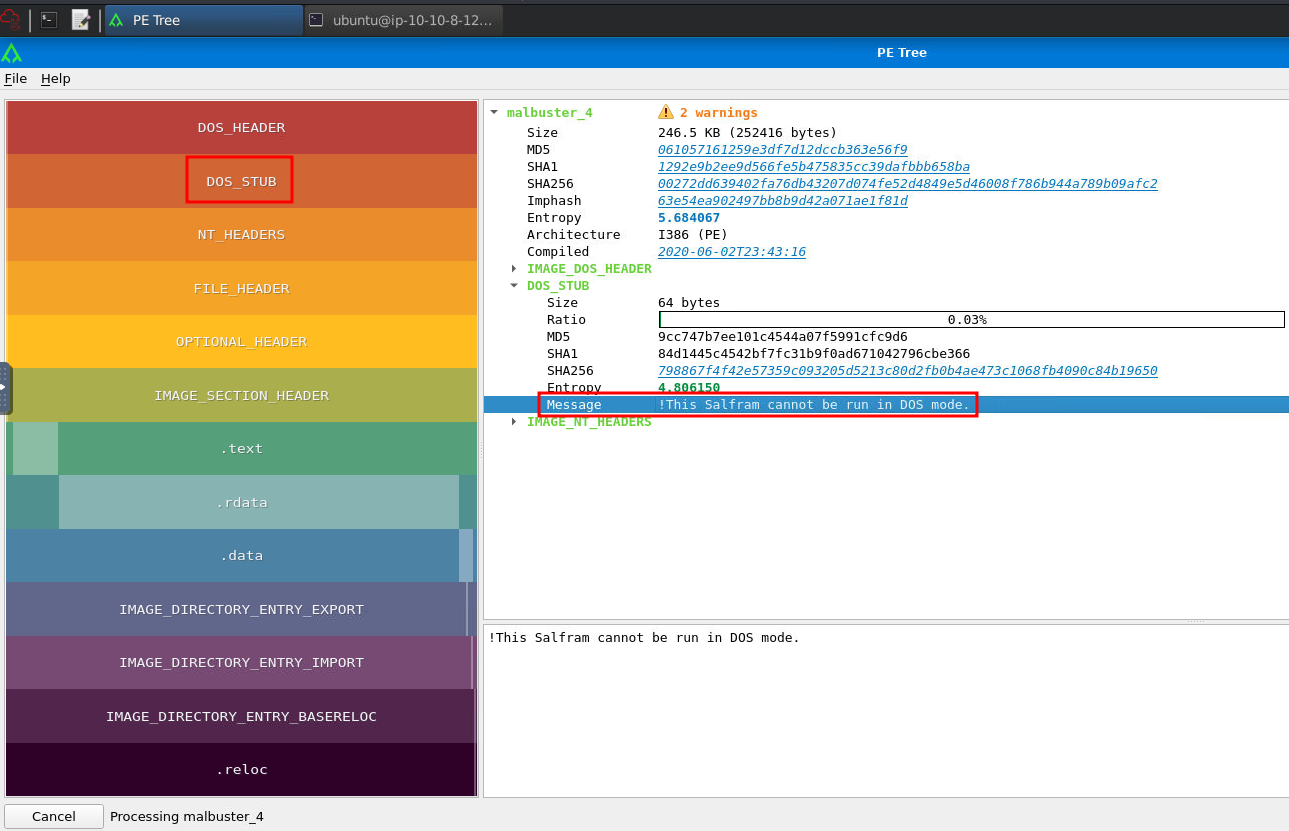 PE Tree
ubuntu@ip-10-10-8-12...
PE Tree
File Help
DOS_HEADER
DOS_STUB
NT_HEADERS
FILE_HEADER
OPTIONAL_HEADER
IMAGE_SECTION_HEADER
.text
.rdata
.data
IMAGE_DIRECTORY_ENTRY_EXPORT
IMAGE_DIRECTORY_ENTRY_IMPORT
IMAGE_DIRECTORY_ENTRY_BASERELOC
.reloc
malbuster_4 2 warnings
Size 246.5 KB (252416 bytes)
MD5 061057161259e3df7d12dccb363e56f9
SHA1 1292e9b2ee9d566fe5b475835cc39dafbbb658ba
SHA256 00272dd639402fa76db43207d074fe52d4849e5d46008f786b944a789b09afc2
Imphash 63e54ea902497bb8b9d42a071ae1f81d
Entropy 5.684067
Architecture I386 (PE)
Compiled 2020-06-02T23:43:16
IMAGE_DOS_HEADER
DOS_STUB
Size 64 bytes
Ratio 0.03%
MD5 9cc747b7ee101c4544a07f5991cfc9d6
SHA1 84d1445c4542bf7fc31b9f0ad671042796cbe366
SHA256 798867f4f42e57359c093205d5213c80d2fb0b4ae473c1068fb4090c84b19650
Entropy 4.806150
Message !This Salfram cannot be run in DOS mode.
IMAGE_NT_HEADERS
!This Salfram cannot be run in DOS mode.
Cancel Processing malbuster_4